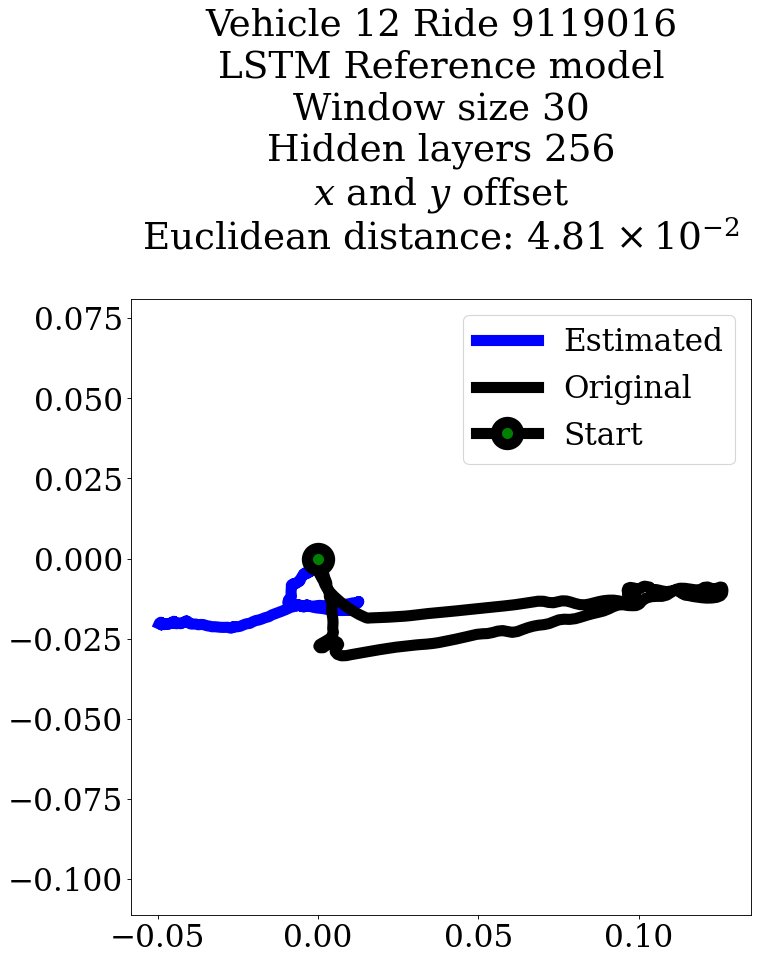 Vehicle 12 Ride 9119016
LSTM Reference model
Window size 30
Hidden layers 256
x and y offset
Euclidean distance: 4.81 × 10⁻²
Estimated
Original
Start
0.075
0.050
0.025
0.000
−0.025
−0.050
−0.075
−0.100
−0.05 0.00 0.05 0.10